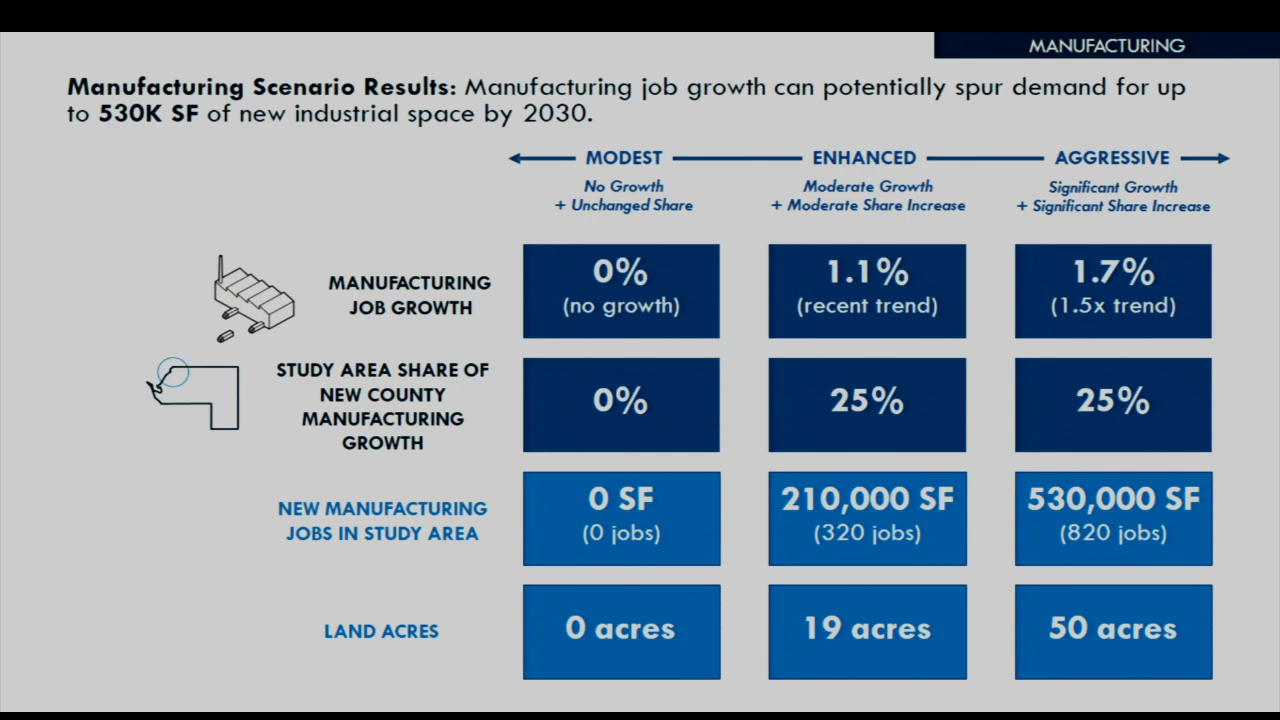 MANUFACTURING
Manufacturing Scenario Results: Manufacturing job growth can potentially spur demand for up
to 530K SF of new industrial space by 2030.
MODEST
No Growth
+ Unchanged Share
ENHANCED
Moderate Growth
+ Moderate Share Increase
AGGRESSIVE
Significant Growth
+ Significant Share Increase
MANUFACTURING
JOB GROWTH
0%
(no growth)
1.1%
(recent trend)
1.7%
(1.5x trend)
STUDY AREA SHARE OF
NEW COUNTY
MANUFACTURING
GROWTH
0%
25%
25%
NEW MANUFACTURING
JOBS IN STUDY AREA
0 SF
(0 jobs)
210,000 SF
(320 jobs)
530,000 SF
(820 jobs)
LAND ACRES
0 acres
19 acres
50 acres